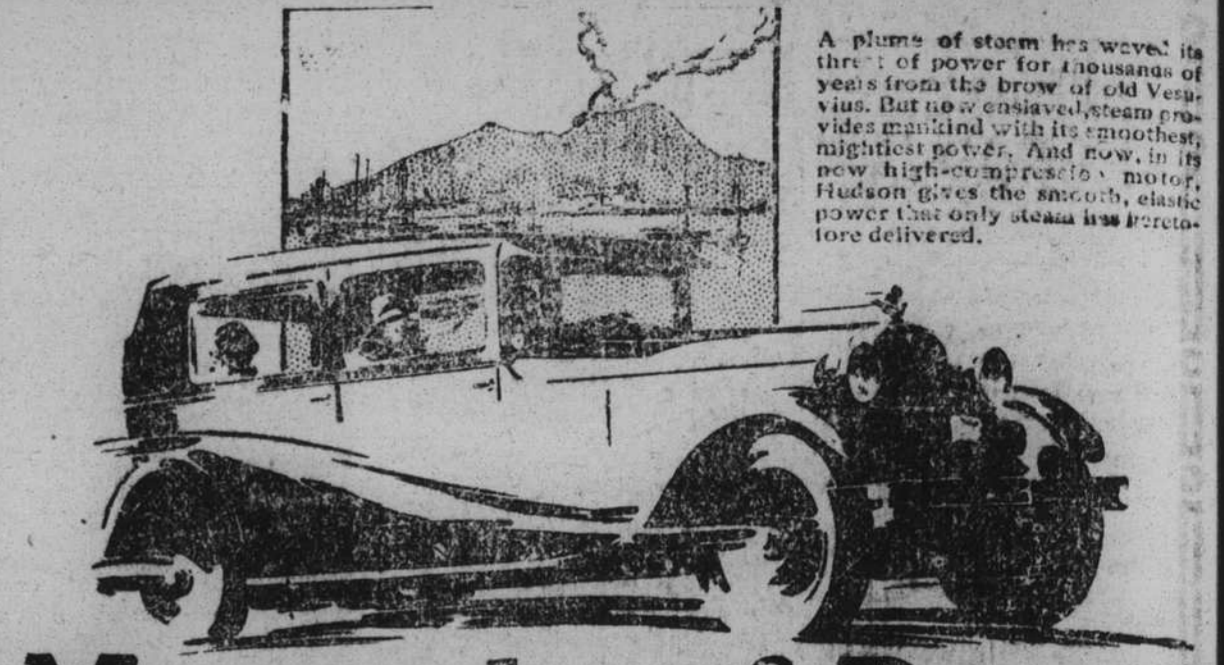 A plume of steam has waved its
threat of power for thousands of
years from the brow of old Vesu-
vius. But now enslaved, steam pro-
vides mankind with its smoothest,
mightiest power. And now, in its
new high-compression motor,
Hudson gives the smooth, elastic
power that only steam has hereto-
fore delivered.